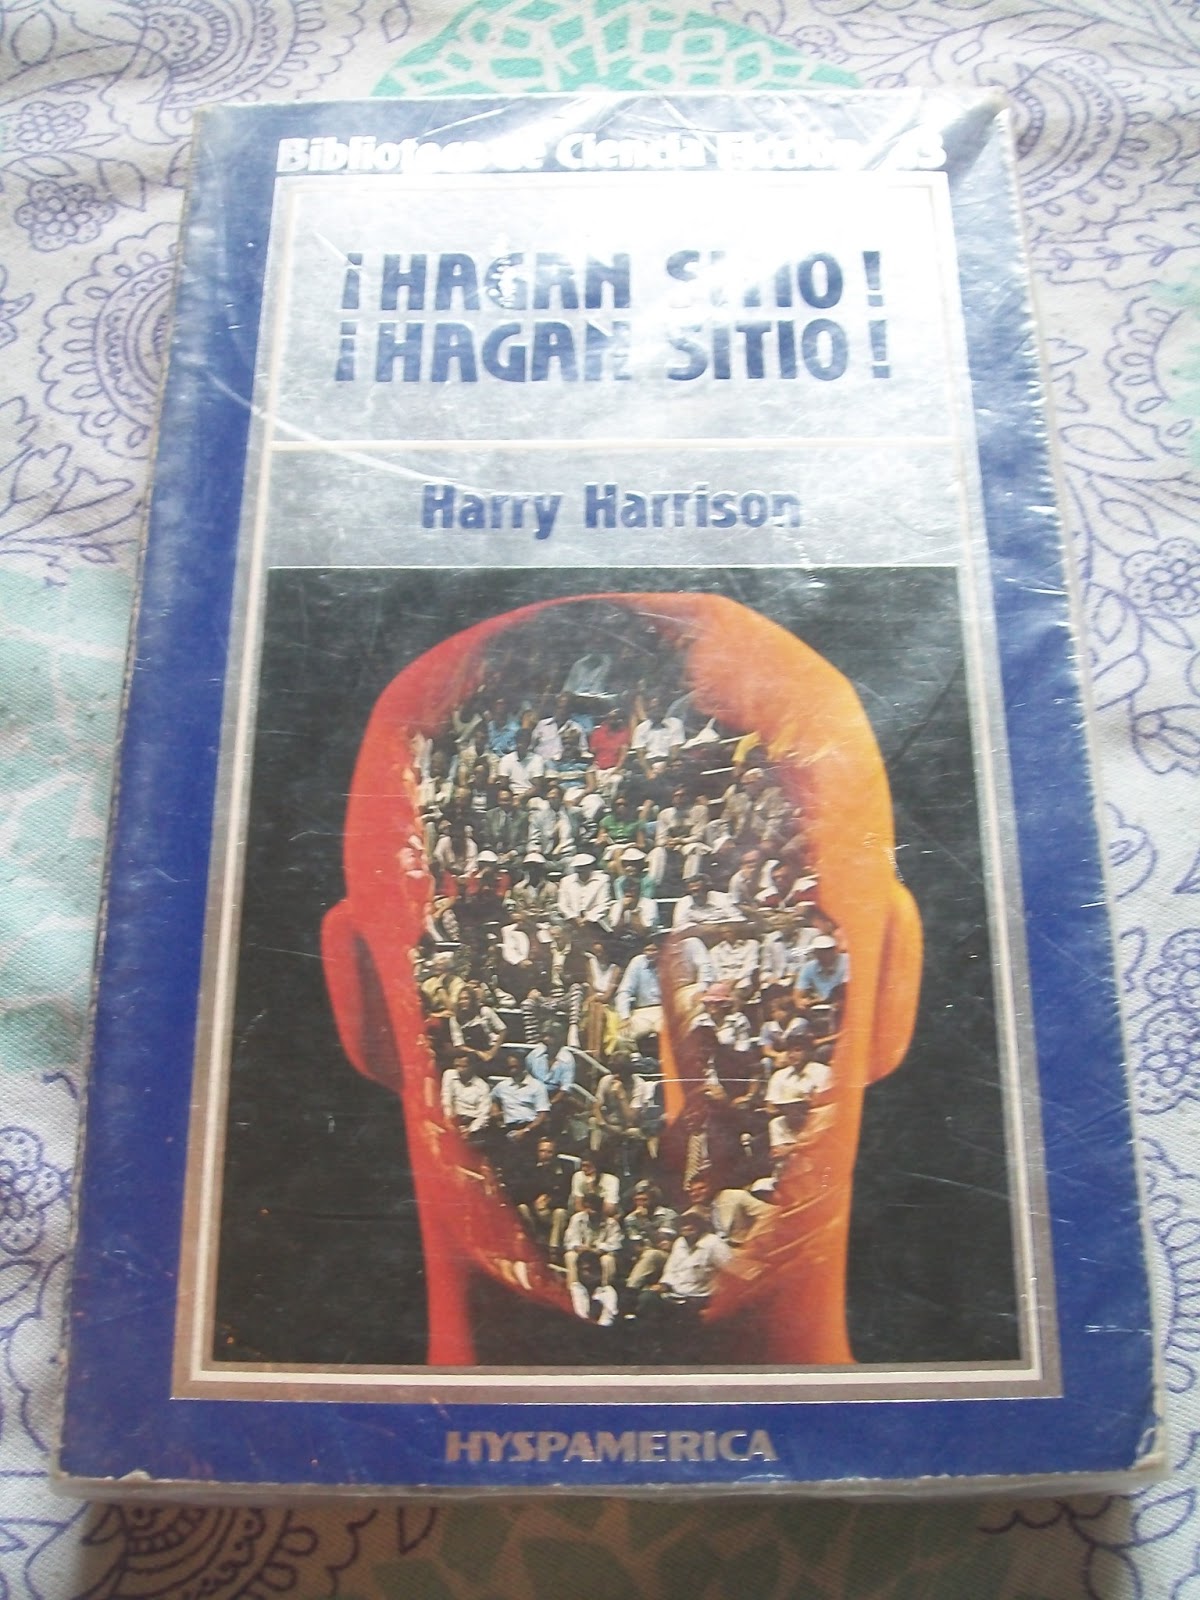 Biblioteca de Ciencia Ficción
¡HAGAN SITIO!
¡HAGAN SITIO!
Harry Harrison
HYSPAMERICA